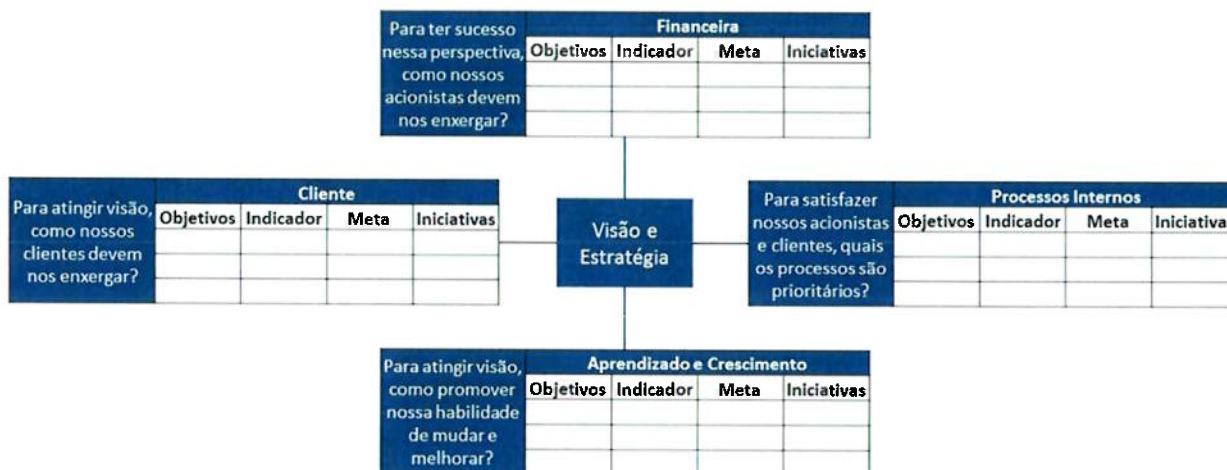 Para ter sucesso
nessa perspectiva,
como nossos
acionistas devem
nos enxergar?
Financeira
Objetivos Indicador Meta Iniciativas
Para atingir visão,
como nossos
clientes devem
nos enxergar?
Cliente
Objetivos Indicador Meta Iniciativas
Visão e
Estratégia
Para satisfazer
nossos acionistas
e clientes, quais
os processos são
prioritários?
Processos Internos
Objetivos Indicador Meta Iniciativa
Para atingir visão,
como promover
nossa habilidade
de mudar e
melhorar?
Aprendizado e Crescimento
Objetivos Indicador Meta Iniciativas